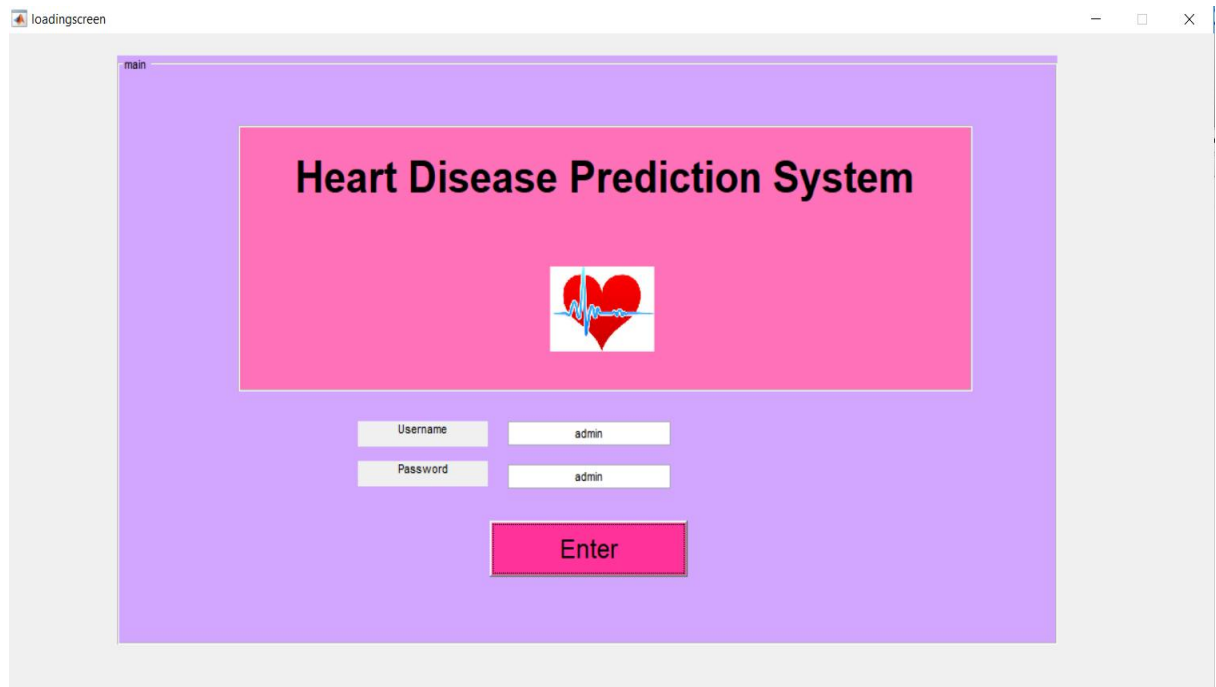 loadingscreen
main
Heart Disease Prediction System
Username
admin
Password
admin
Enter